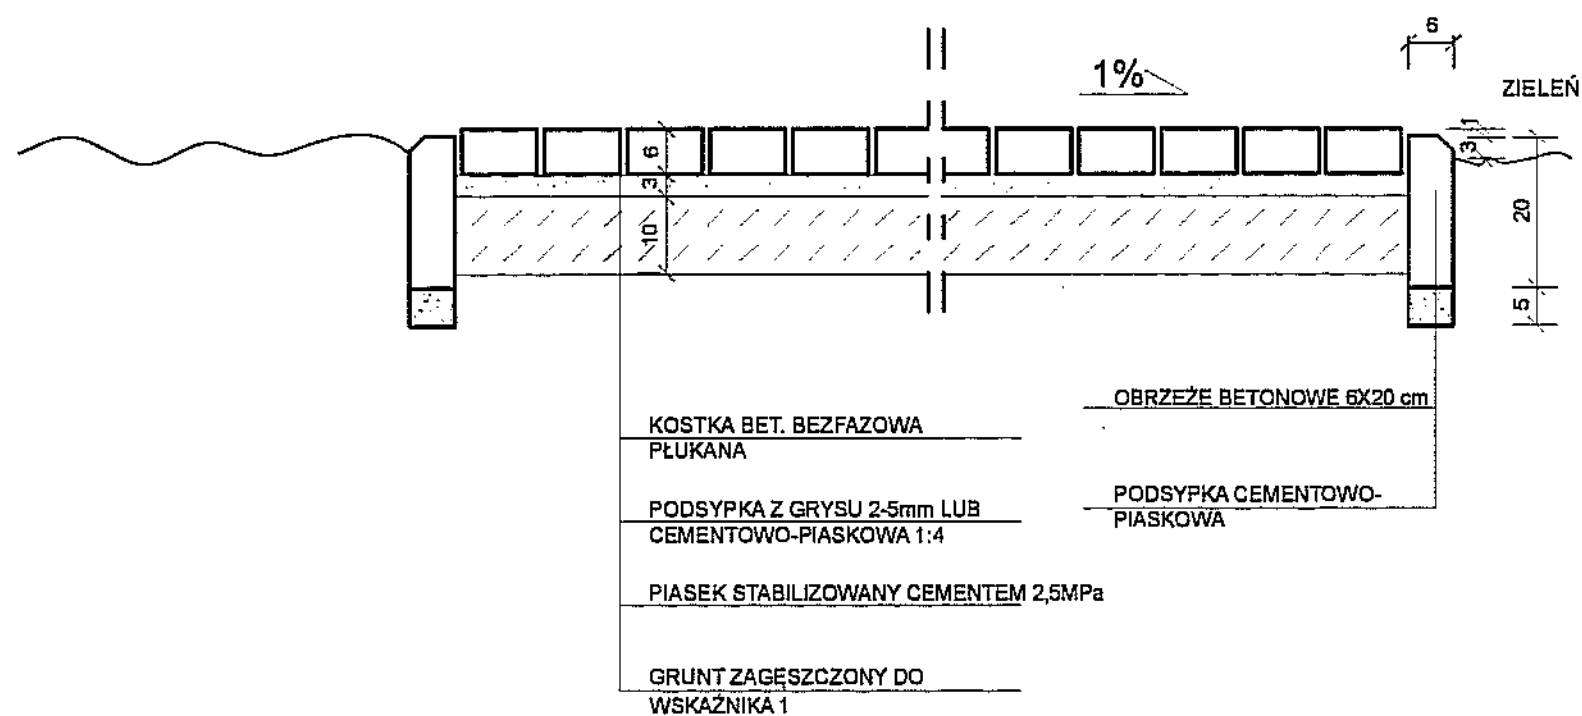 6
1%
ZIELEŃ
1
3
6
3
10
20
5
OBRZEŻE BETONOWE 6X20 cm
KOSTKA BET. BEZFAZOWA
PŁUKANA
PODSYPKA CEMENTOWO-
PIASKOWA
PODSYPKA Z GRYSU 2-5mm LUB
CEMENTOWO-PIASKOWA 1:4
PIASEK STABILIZOWANY CEMENTEM 2,5MPa
GRUNT ZAGĘSZCZONY DO
WSKAŹNIKA 1